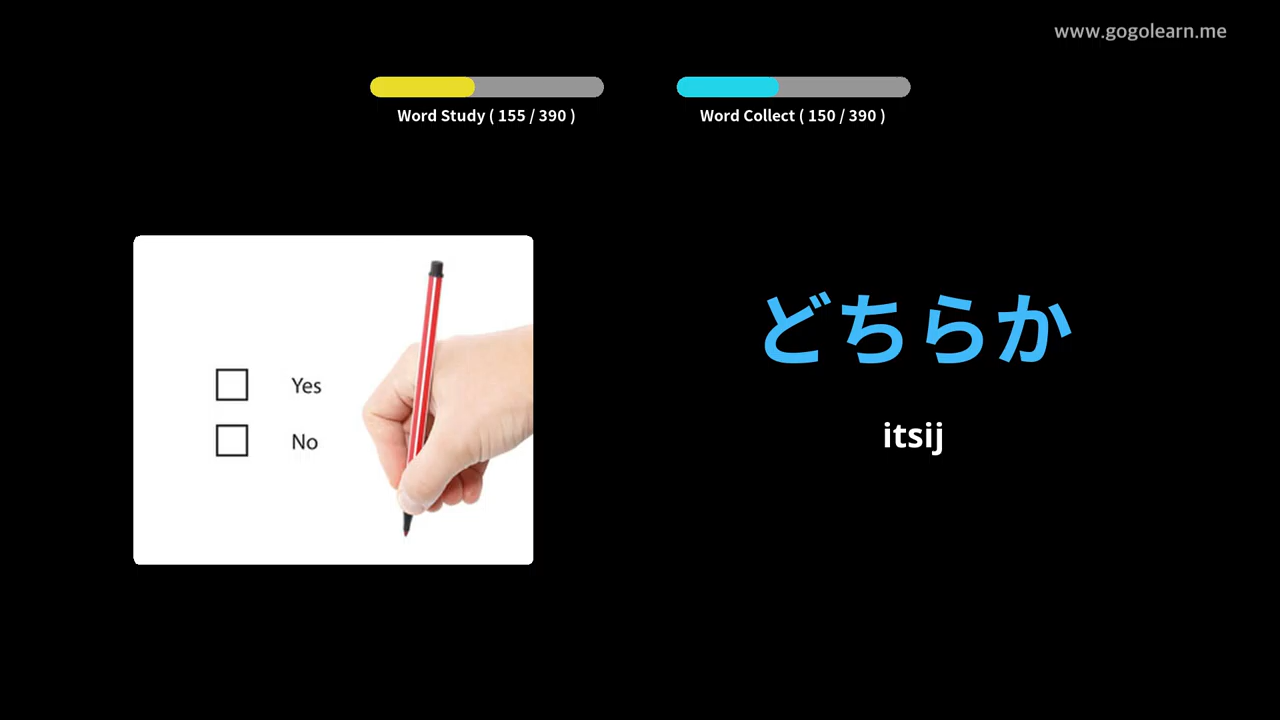 www.gogolearn.me
Word Study ( 155 / 390 )
Word Collect ( 150 / 390 )
Yes
No
どちらか
itsij